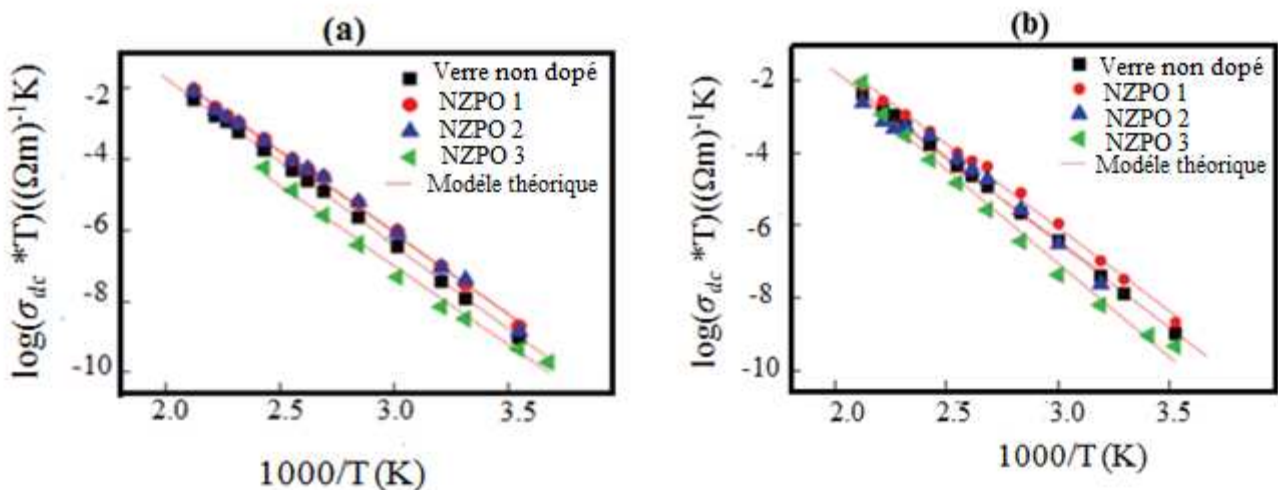 (a)
log(σdc *T)((Ωm)-1K)
-2
-4
-6
-8
-10
Verre non dopé
NZPO 1
NZPO 2
NZPO 3
Modéle théorique
2.0 2.5 3.0 3.5
1000/T (K)
(b)
log(σdc *T)((Ωm)-1K)
-2
-4
-6
-8
-10
Verre non dopé
NZPO 1
NZPO 2
NZPO 3
Modéle théorique
2.0 2.5 3.0 3.5
1000/T (K)